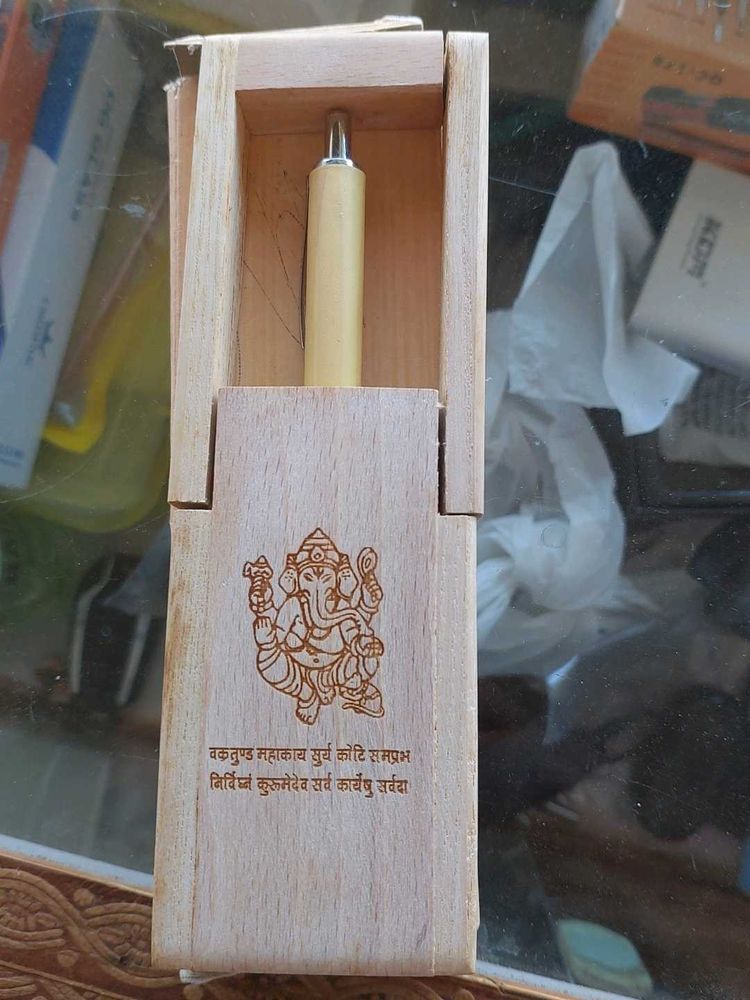 वक्रतुण्ड महाकाय सुर्य कोटि समप्रभ
निर्विघ्नं कुरूमेदेव सर्व कार्येषु सर्वदा